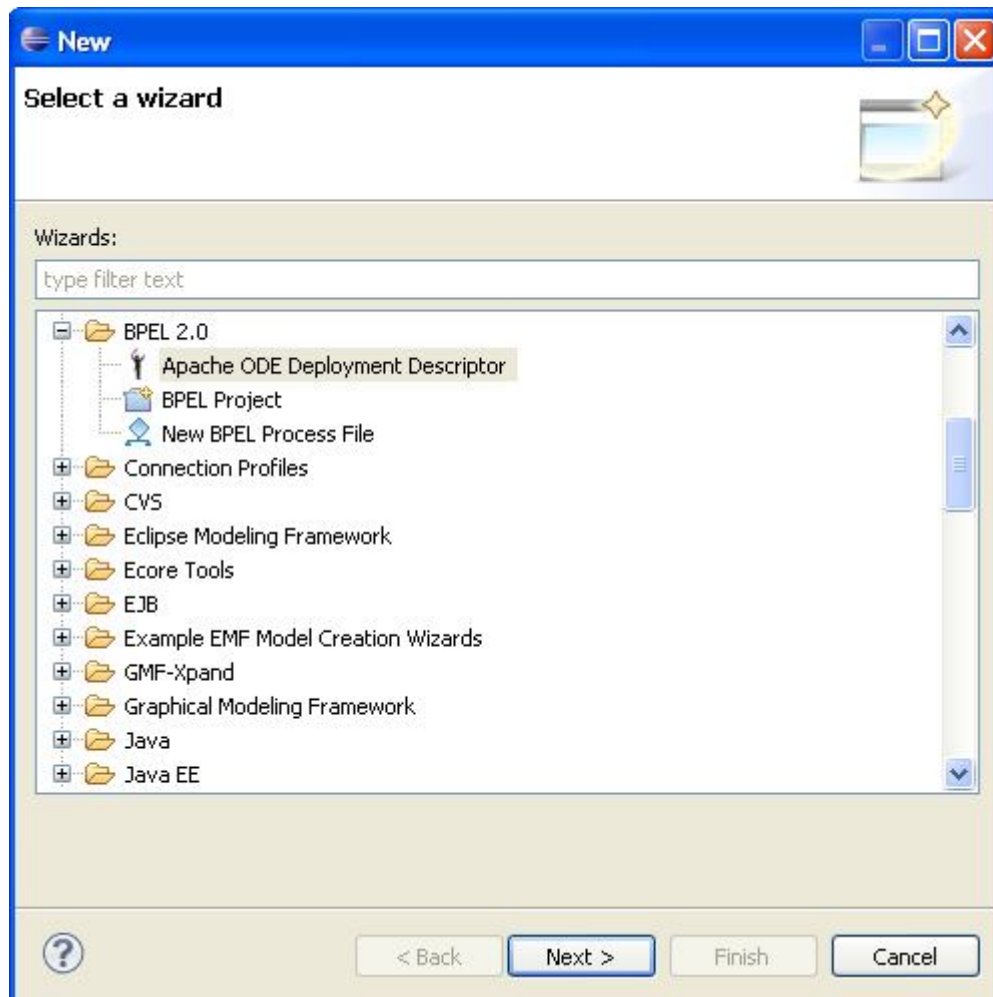 New
Select a wizard
Wizards:
type filter text
BPEL 2.0
Apache ODE Deployment Descriptor
BPEL Project
New BPEL Process File
Connection Profiles
CVS
Eclipse Modeling Framework
Ecore Tools
EJB
Example EMF Model Creation Wizards
GMF-Xpand
Graphical Modeling Framework
Java
Java EE
? < Back Next > Finish Cancel